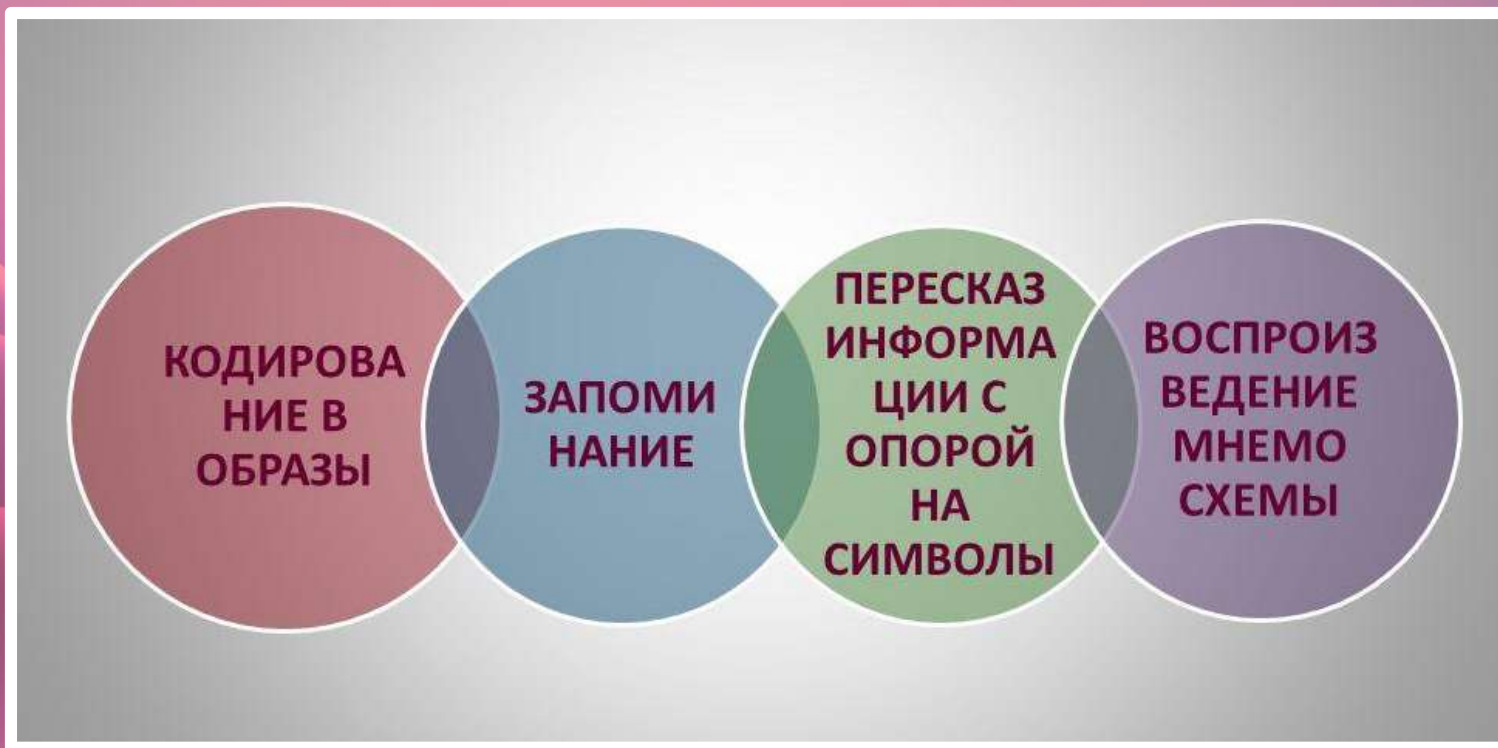 КОДИРОВА
НИЕ В
ОБРАЗЫ
ЗАПОМИ
НАНИЕ
ПЕРЕСКАЗ
ИНФОРМА
ЦИИ С
ОПОРОЙ
НА
СИМВОЛЫ
ВОСПРОИЗ
ВЕДЕНИЕ
МНЕМО
СХЕМЫ